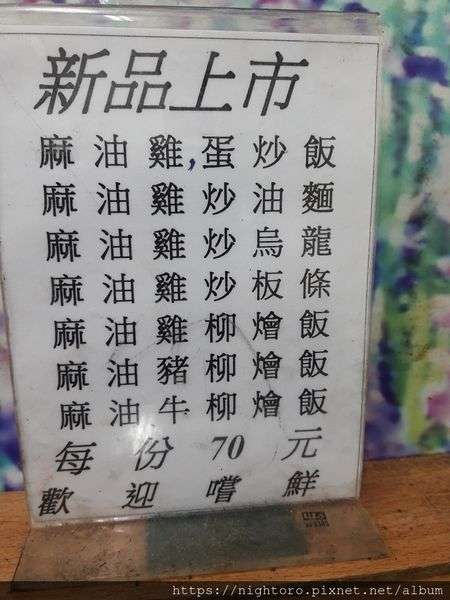 新品上市
麻油雞,蛋炒飯
麻油雞炒油麵
麻油雞炒烏龍
麻油雞炒板條
麻油雞柳燴飯
麻油豬柳燴飯
麻油牛柳燴飯
每份70元
歡迎嚐鮮
https://nightoro.pixnet.net/album